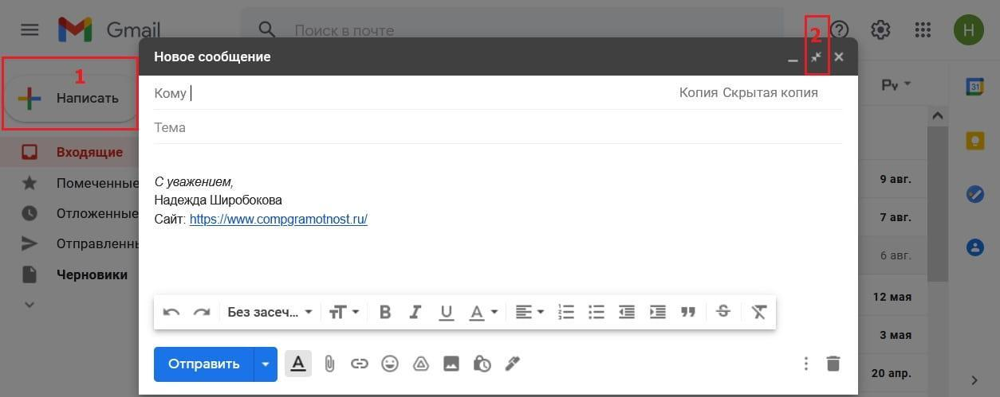 Gmail
Поиск в почте
2
H
1
Написать
Новое сообщение
Кому
Копия Скрытая копия
Ру
31
Тема
Входящие
Помеченные
9 авг.
С уважением,
Надежда Широбокова
Отложенные
7 авг.
Сайт: https://www.compgramotnost.ru/
Отправленны
6 авг.
Черновики
12 мая
Без засеч...
B I U A
3 мая
Отправить
A
20 апр.